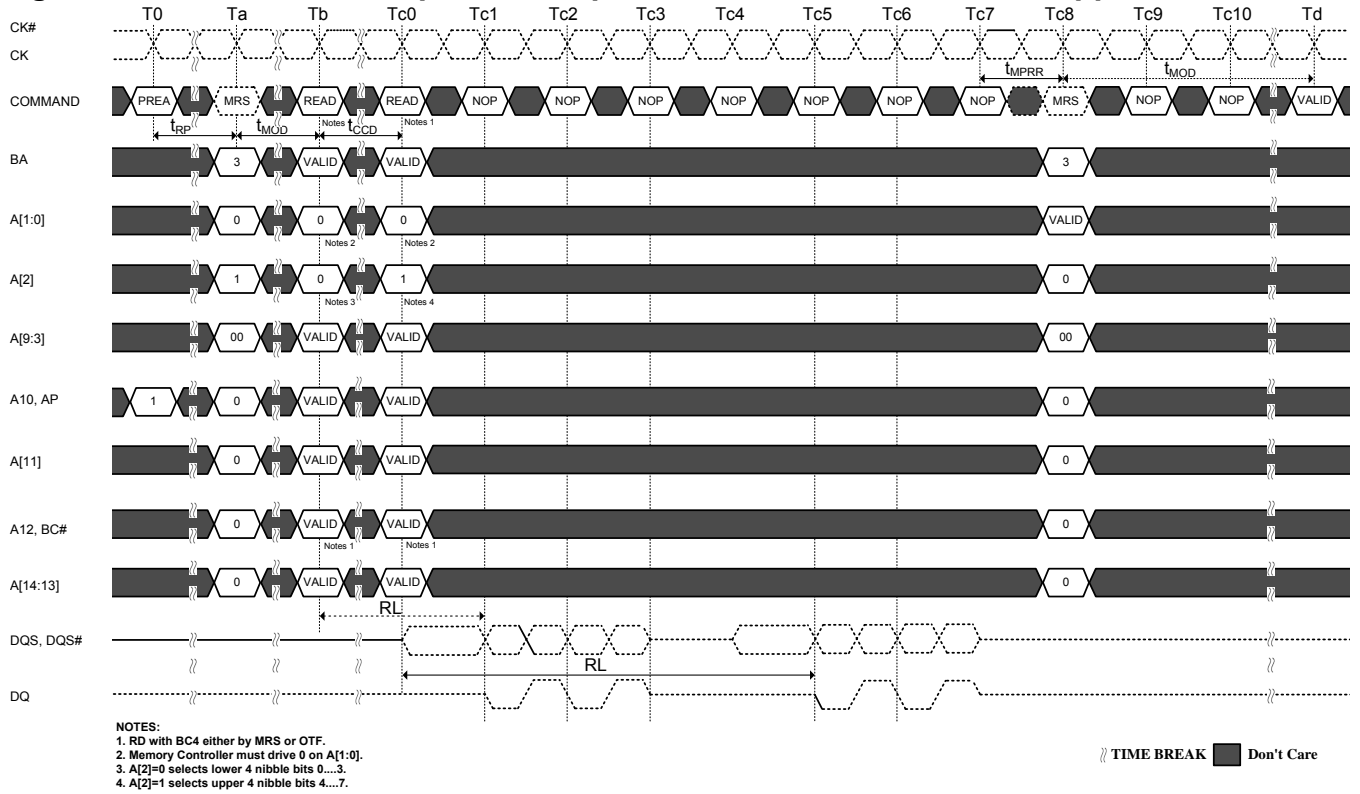 T0 Ta Tb Tc0 Tc1 Tc2 Tc3 Tc4 Tc5 Tc6 Tc7 Tc8 Tc9 Tc10 Td
CK#
CK
tMPRR tMOD
COMMAND PREA MRS READ READ NOP NOP NOP NOP NOP NOP NOP MRS NOP NOP VALID
Notes 1 Notes 1
tRP tMOD tCCD
BA 3 VALID VALID 3
A[1:0] 0 0 0 VALID
Notes 2 Notes 2
A[2] 1 0 1 0
Notes 3 Notes 4
A[9:3] 00 VALID VALID 00
A10, AP 1 0 VALID VALID 0
A[11] 0 VALID VALID 0
A12, BC# 0 VALID VALID 0
Notes 1 Notes 1
A[14:13] 0 VALID VALID 0
RL
DQS, DQS#
RL
DQ
NOTES:
1. RD with BC4 either by MRS or OTF.
2. Memory Controller must drive 0 on A[1:0].
3. A[2]=0 selects lower 4 nibble bits 0....3.
4. A[2]=1 selects upper 4 nibble bits 4....7.
TIME BREAK Don't Care